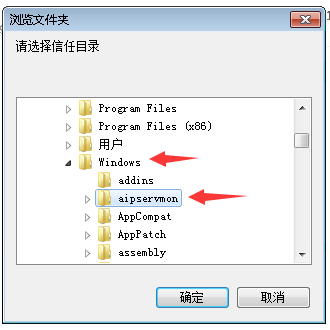 浏览文件夹
请选择信任目录
Program Files
Program Files (x86)
用户
Windows
addins
aipservmon
AppCompat
AppPatch
assembly
确定
取消